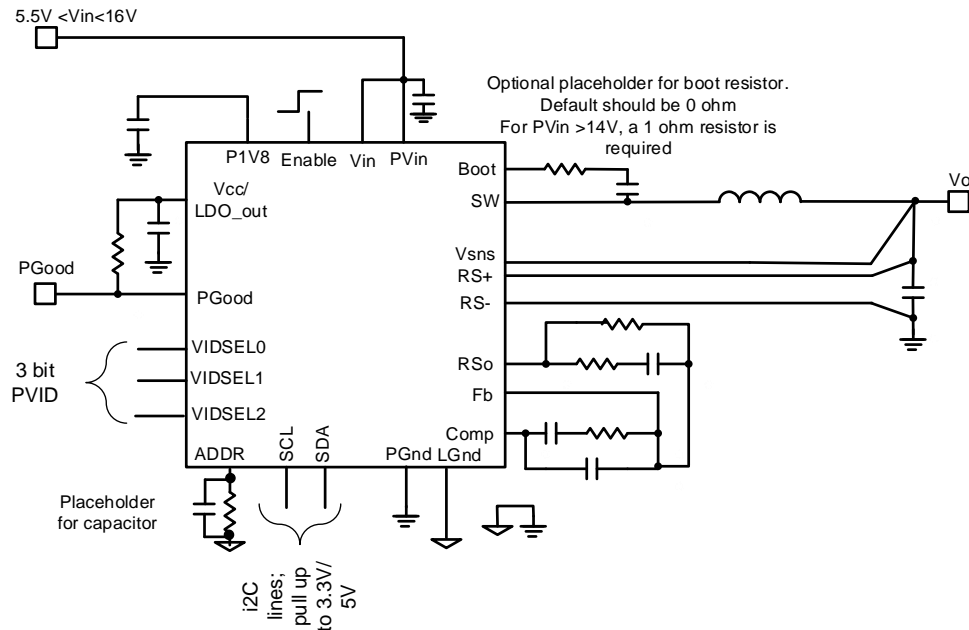 5.5V <Vin<16V
Optional placeholder for boot resistor.
Default should be 0 ohm
For PVin >14V, a 1 ohm resistor is
required
P1V8
Enable
Vin
PVin
Boot
SW
Vo
Vcc/
LDO_out
Vsns
RS+
RS-
PGood
PGood
VIDSEL0
VIDSEL1
VIDSEL2
3 bit
PVID
RSo
Fb
Comp
ADDR
SCL
SDA
PGnd
LGnd
Placeholder
for capacitor
i2C
lines;
pull up
to 3.3V/
5V